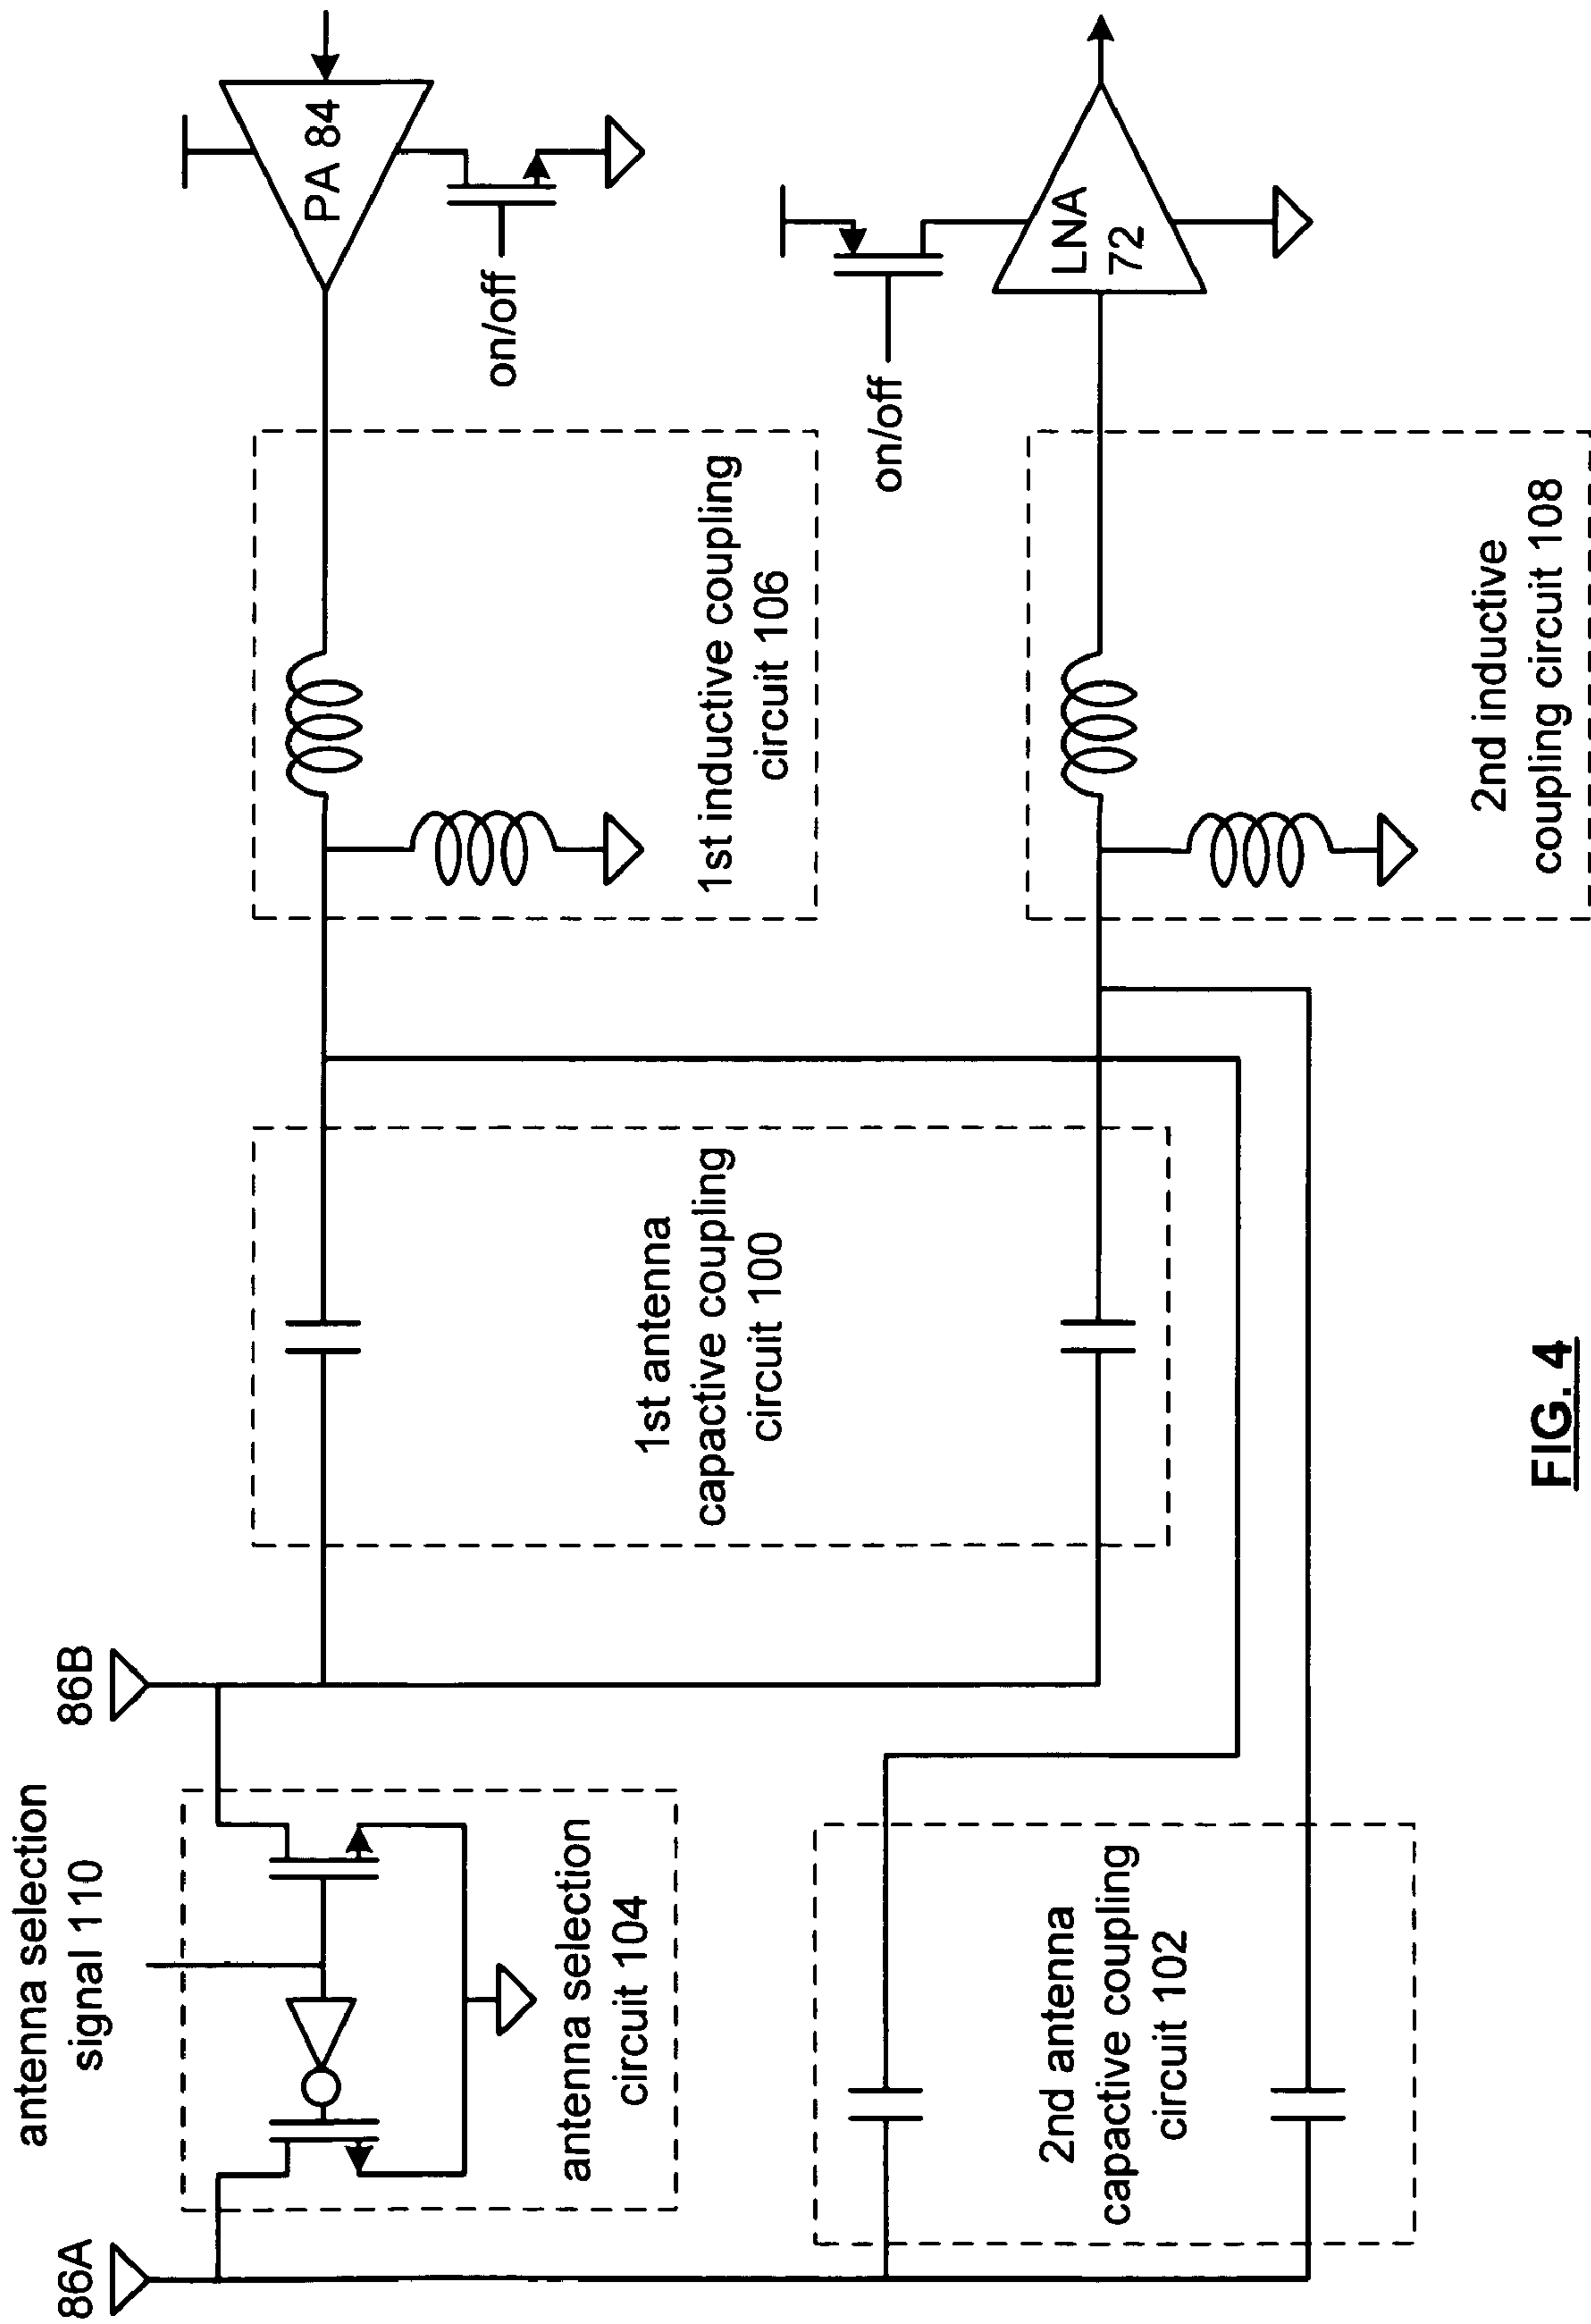 antenna selection
signal 110
86A
86B
antenna selection
circuit 104
PA 84
on/off
1st inductive coupling
circuit 106
1st antenna
capactive coupling
circuit 100
on/off
LNA
72
2nd antenna
capactive coupling
circuit 102
2nd inductive
coupling circuit 108
FIG. 4